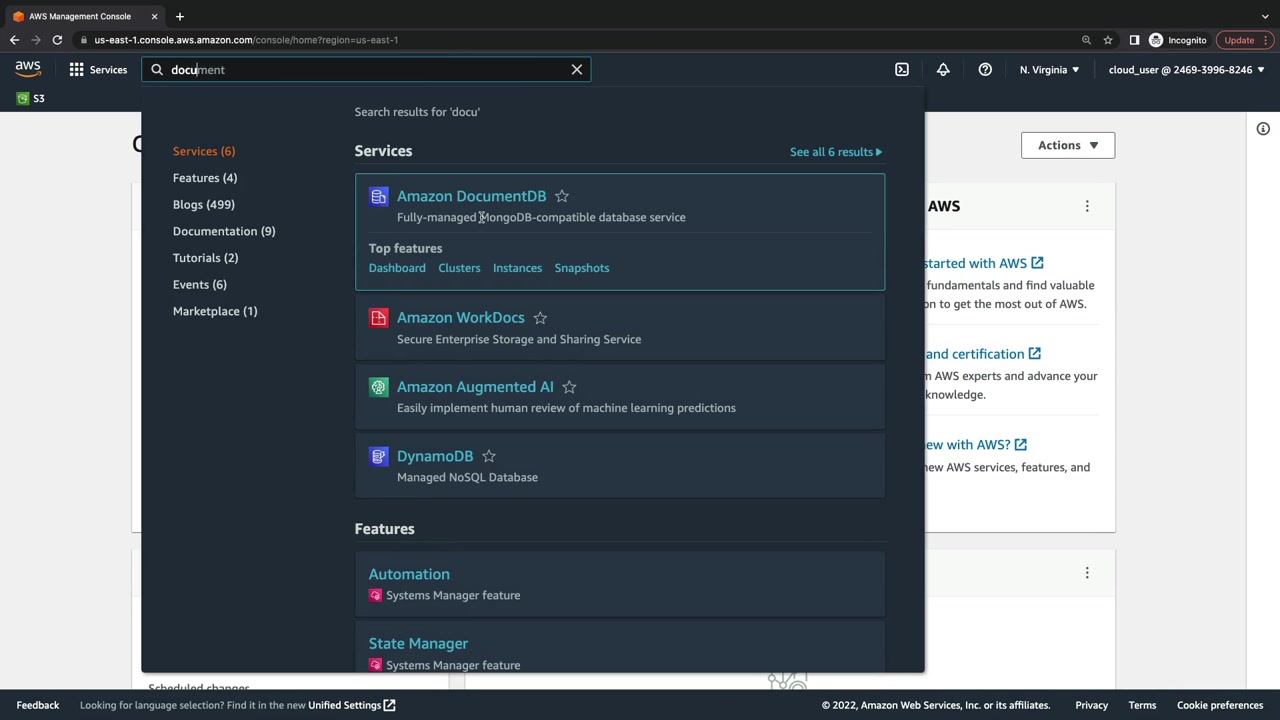 AWS Management Console
us-east-1.console.aws.amazon.com/console/home?region=us-east-1
Incognito
Update
aws
Services
document
N. Virginia
cloud_user @ 2469-3996-8246
S3
Search results for 'docu'
Services (6)
Features (4)
Blogs (499)
Documentation (9)
Tutorials (2)
Events (6)
Marketplace (1)
Services
See all 6 results
Amazon DocumentDB
Fully-managed MongoDB-compatible database service
Top features
Dashboard Clusters Instances Snapshots
Amazon WorkDocs
Secure Enterprise Storage and Sharing Service
Amazon Augmented AI
Easily implement human review of machine learning predictions
DynamoDB
Managed NoSQL Database
Features
Automation
Systems Manager feature
State Manager
Systems Manager feature
Actions
AWS
started with AWS
fundamentals and find valuable
on to get the most out of AWS.
and certification
AWS experts and advance your
knowledge.
ew with AWS?
new AWS services, features, and
Scheduled changes
Feedback
Looking for language selection? Find it in the new Unified Settings
© 2022, Amazon Web Services, Inc. or its affiliates.
Privacy
Terms
Cookie preferences